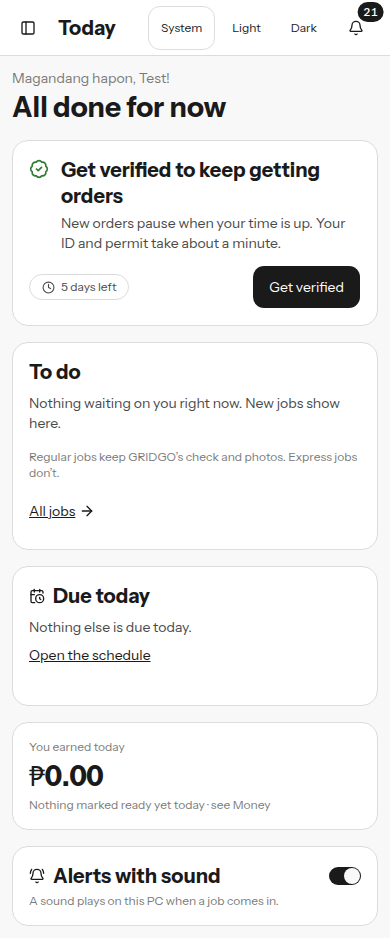 Today
System
Light
Dark
21
Magandang hapon, Test!
All done for now
Get verified to keep getting
orders
New orders pause when your time is up. Your
ID and permit take about a minute.
5 days left
Get verified
To do
Nothing waiting on you right now. New jobs show
here.
Regular jobs keep GRIDGO's check and photos. Express jobs
don't.
All jobs →
Due today
Nothing else is due today.
Open the schedule
You earned today
₱0.00
Nothing marked ready yet today · see Money
Alerts with sound
A sound plays on this PC when a job comes in.